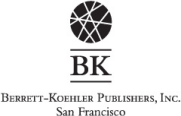 BK
BERRETT-KOEHLER PUBLISHERS, INC.
San Francisco